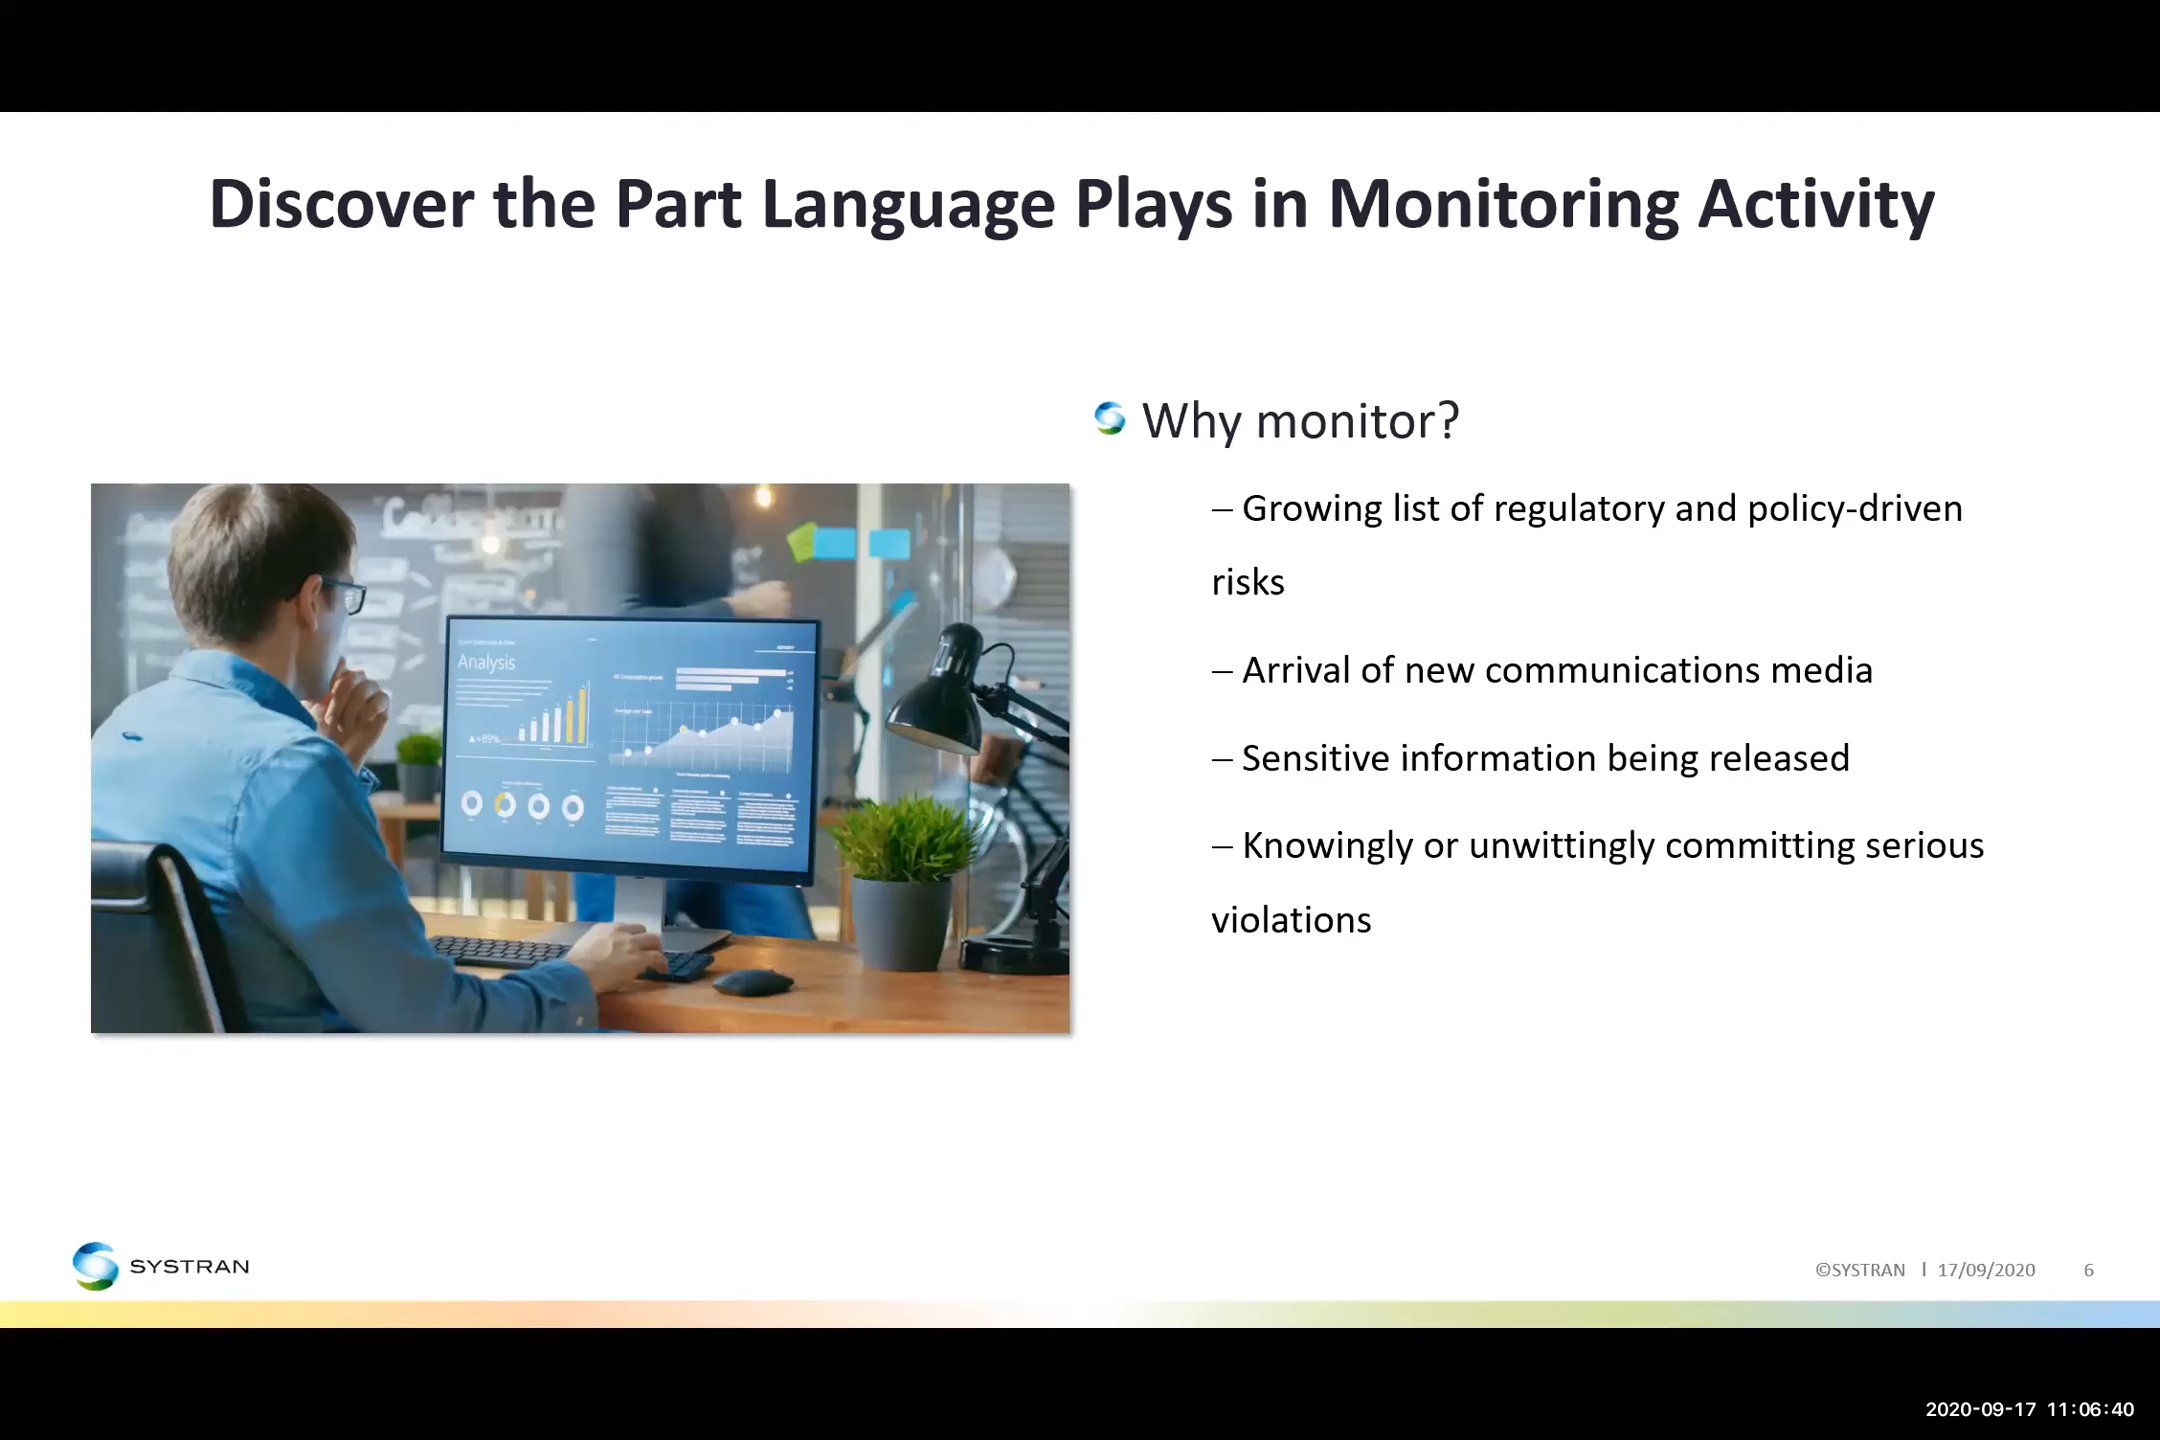 Discover the Part Language Plays in Monitoring Activity
Why monitor?
– Growing list of regulatory and policy-driven
risks
– Arrival of new communications media
– Sensitive information being released
– Knowingly or unwittingly committing serious
violations
Analysis
+89%
SYSTRAN
©SYSTRAN | 17/09/2020 6
2020-09-17 11:06:40